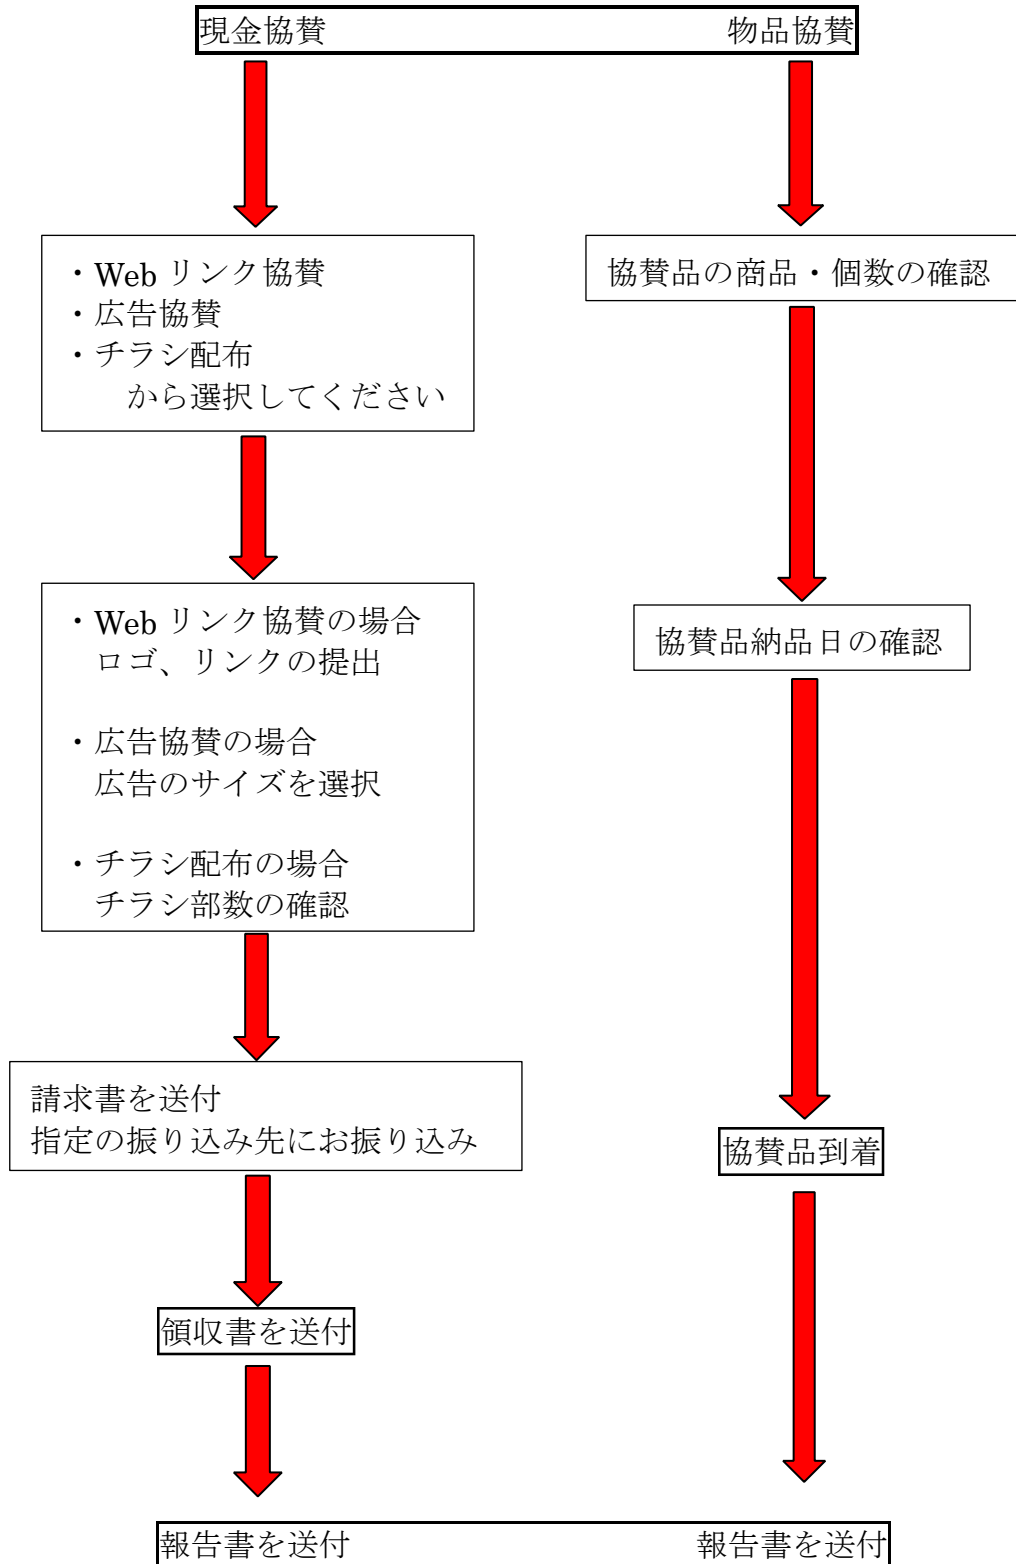 現金協賛 物品協賛
・Web リンク協賛
・広告協賛
・チラシ配布
から選択してください
協賛品の商品・個数の確認
・Web リンク協賛の場合
ロゴ、リンクの提出
・広告協賛の場合
広告のサイズを選択
・チラシ配布の場合
チラシ部数の確認
協賛品納品日の確認
請求書を送付
指定の振り込み先にお振り込み
協賛品到着
領収書を送付
報告書を送付 報告書を送付